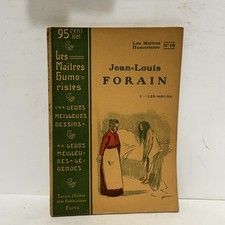 95 cent
net
Les
Maîtres
Humo-
ristes
LEURS
MEILLEURS
DESSINS
LEURS
MEILLEU-
RES LÉ-
GENDES
Paris
Les Maîtres
Humoristes
N° 10
Jean-Louis
FORAIN